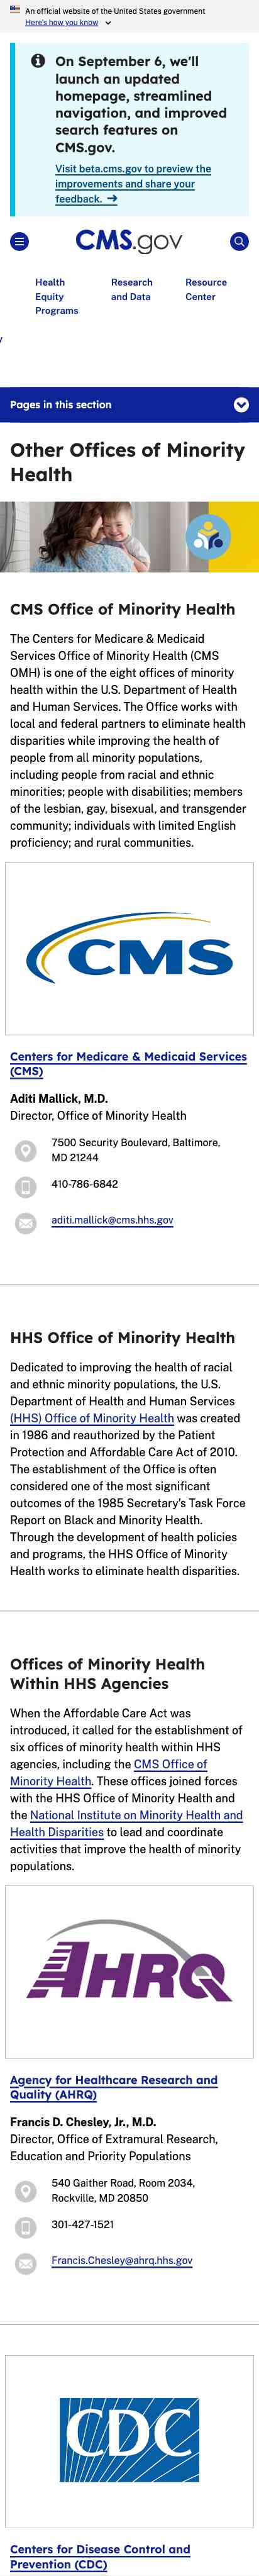 An official website of the United States government
Here's how you know
On September 6, we'll
launch an updated
homepage, streamlined
navigation, and improved
search features on
CMS.gov.
Visit beta.cms.gov to preview the
improvements and share your
feedback.
CMS.gov
Health
Equity
Programs
Research
and Data
Resource
Center
y
Pages in this section
Other Offices of Minority
Health
CMS Office of Minority Health
The Centers for Medicare & Medicaid
Services Office of Minority Health (CMS
OMH) is one of the eight offices of minority
health within the U.S. Department of Health
and Human Services. The Office works with
local and federal partners to eliminate health
disparities while improving the health of
people from all minority populations,
including people from racial and ethnic
minorities; people with disabilities; members
of the lesbian, gay, bisexual, and transgender
community; individuals with limited English
proficiency; and rural communities.
CMS
Centers for Medicare & Medicaid Services
(CMS)
Aditi Mallick, M.D.
Director, Office of Minority Health
7500 Security Boulevard, Baltimore,
MD 21244
410-786-6842
aditi.mallick@cms.hhs.gov
HHS Office of Minority Health
Dedicated to improving the health of racial
and ethnic minority populations, the U.S.
Department of Health and Human Services
(HHS) Office of Minority Health was created
in 1986 and reauthorized by the Patient
Protection and Affordable Care Act of 2010.
The establishment of the Office is often
considered one of the most significant
outcomes of the 1985 Secretary's Task Force
Report on Black and Minority Health.
Through the development of health policies
and programs, the HHS Office of Minority
Health works to eliminate health disparities.
Offices of Minority Health
Within HHS Agencies
When the Affordable Care Act was
introduced, it called for the establishment of
six offices of minority health within HHS
agencies, including the CMS Office of
Minority Health. These offices joined forces
with the HHS Office of Minority Health and
the National Institute on Minority Health and
Health Disparities to lead and coordinate
activities that improve the health of minority
populations.
AHRQ
Agency for Healthcare Research and
Quality (AHRQ)
Francis D. Chesley, Jr., M.D.
Director, Office of Extramural Research,
Education and Priority Populations
540 Gaither Road, Room 2034,
Rockville, MD 20850
301-427-1521
Francis.Chesley@ahrq.hhs.gov
CDC
Centers for Disease Control and
Prevention (CDC)